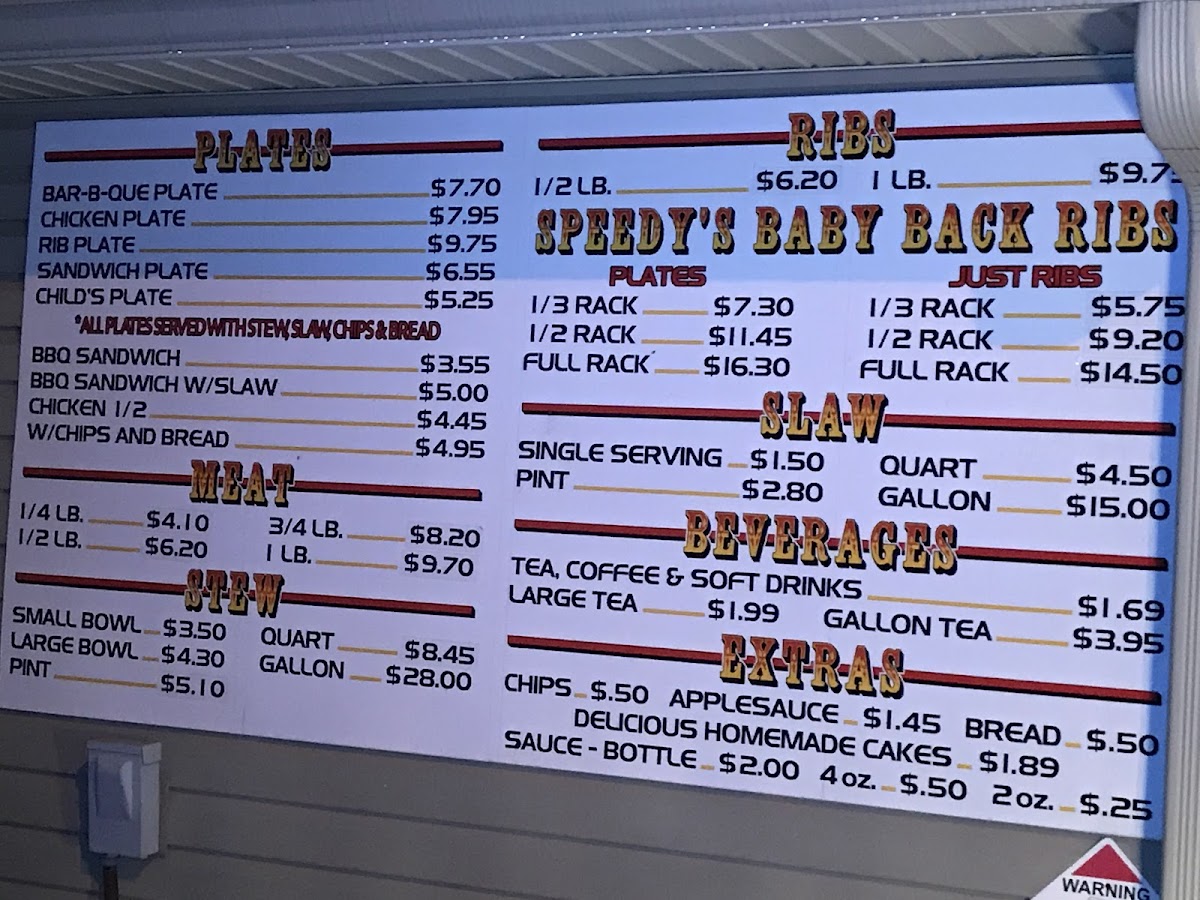 PLATES
BAR-B-QUE PLATE $7.70
CHICKEN PLATE $7.95
RIB PLATE $9.75
SANDWICH PLATE $6.55
CHILD'S PLATE $5.25
*ALL PLATES SERVED WITH STEW, SLAW, CHIPS & BREAD
BBQ SANDWICH $3.55
BBQ SANDWICH W/SLAW $5.00
CHICKEN 1/2 $4.45
W/CHIPS AND BREAD $4.95
MEAT
1/4 LB. $4.10 3/4 LB. $8.20
1/2 LB. $6.20 1 LB. $9.70
STEW
SMALL BOWL $3.50 QUART $8.45
LARGE BOWL $4.30 GALLON $28.00
PINT $5.10
RIBS
1/2 LB. $6.20 1 LB.
SPEEDY'S BABY BACK RIBS
PLATES JUST RIBS
1/3 RACK $7.30 1/3 RACK $5.75
1/2 RACK $11.45 1/2 RACK $9.20
FULL RACK $16.30 FULL RACK $14.50
SLAW
SINGLE SERVING $1.50 QUART $4.50
PINT $2.80 GALLON $15.00
BEVERAGES
TEA, COFFEE & SOFT DRINKS $1.69
LARGE TEA $1.99 GALLON TEA $3.95
EXTRAS
CHIPS $.50 APPLESAUCE $1.45 BREAD $.50
DELICIOUS HOMEMADE CAKES $1.89
SAUCE - BOTTLE $2.00 4 oz. $.50 2 oz. $.25
WARNING